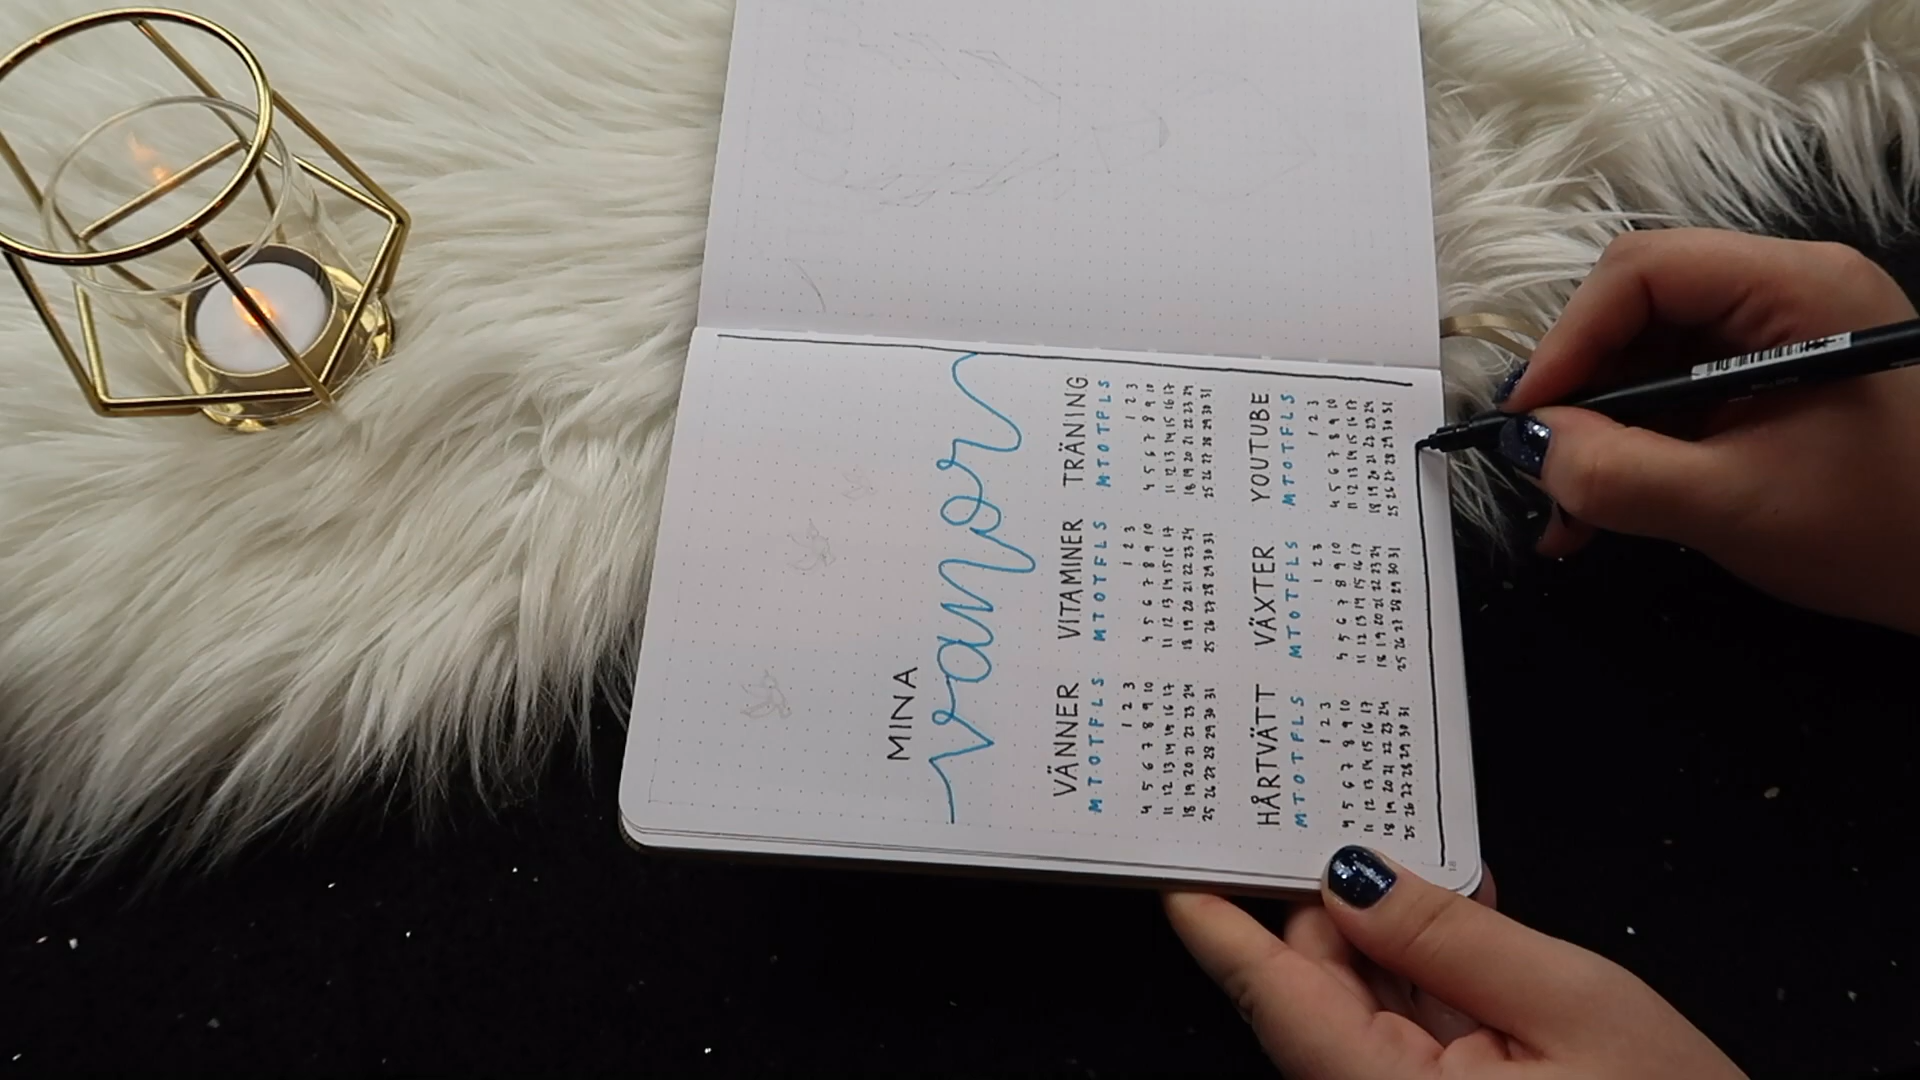 MINA
vanor
VÄNNER VITAMINER TRÄNING
M T O T F L S M T O T F L S M T O T F L S
1 2 3 1 2 3 1 2 3
4 5 6 7 8 9 10 4 5 6 7 8 9 10 4 5 6 7 8 9 10
11 12 13 14 15 16 17 11 12 13 14 15 16 17 11 12 13 14 15 16 17
18 19 20 21 22 23 24 18 19 20 21 22 23 24 18 19 20 21 22 23 24
25 26 27 28 29 30 31 25 26 27 28 29 30 31 25 26 27 28 29 30 31
HÅRTVÄTT VÄXTER YOUTUBE
M T O T F L S M T O T F L S M T O T F L S
1 2 3 1 2 3 1 2 3
4 5 6 7 8 9 10 4 5 6 7 8 9 10 4 5 6 7 8 9 10
11 12 13 14 15 16 17 11 12 13 14 15 16 17 11 12 13 14 15 16 17
18 19 20 21 22 23 24 18 19 20 21 22 23 24 18 19 20 21 22 23 24
25 26 27 28 29 30 31 25 26 27 28 29 30 31 25 26 27 28 29 30 31